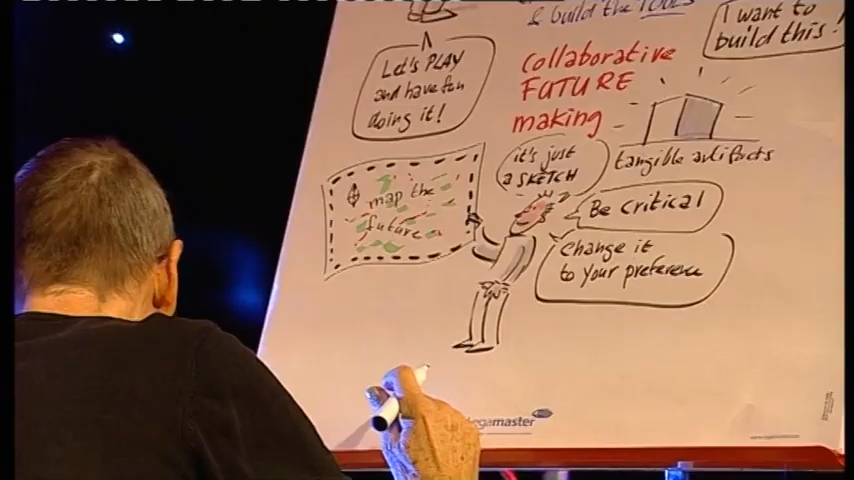 & build the TOOLS
I want to
build this!
Let's PLAY
and have fun
doing it!
collaborative
FUTURE
making
tangible artifacts
it's just
a SKETCH
map the
future
Be critical
Change it
to your preference
legamaster